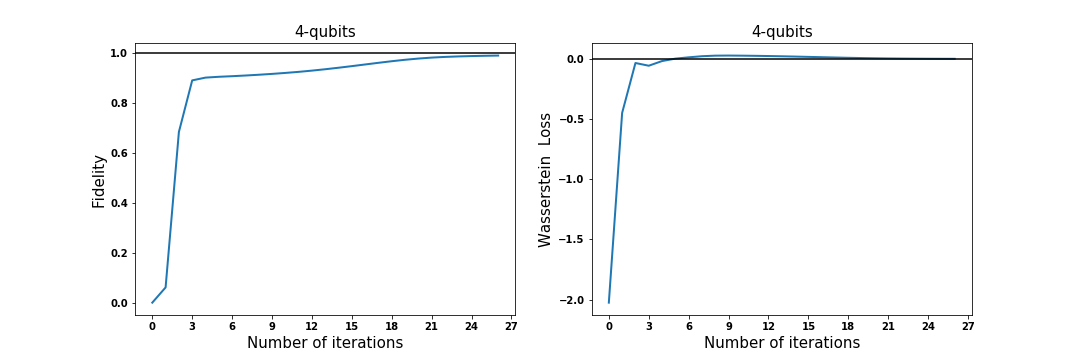 4-qubits
Fidelity
1.0
0.8
0.6
0.4
0.2
0.0
0 3 6 9 12 15 18 21 24 27
Number of iterations
4-qubits
Wasserstein Loss
0.0
−0.5
−1.0
−1.5
−2.0
0 3 6 9 12 15 18 21 24 27
Number of iterations